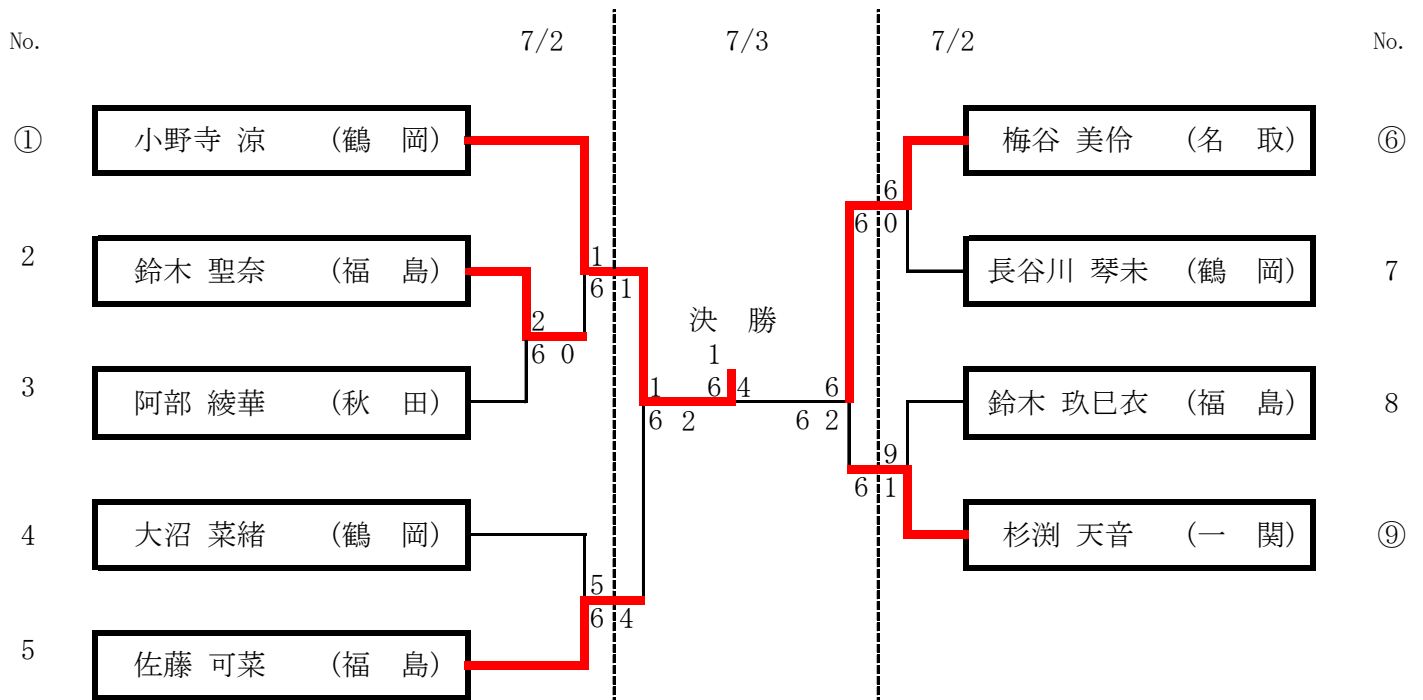 No. 7/2 7/3 7/2 No.
① 小野寺 涼 (鶴 岡) 梅谷 美伶 (名 取) ⑥
6
6 0
2 鈴木 聖奈 (福 島) 長谷川 琴未 (鶴 岡) 7
1
6 1
決 勝
2
6 0
1
3 阿部 綾華 (秋 田) 鈴木 玖巳衣 (福 島) 8
1 6 4 6
6 2 6 2
9
6 1
4 大沼 菜緒 (鶴 岡) 杉渕 天音 (一 関) ⑨
5
6 4
5 佐藤 可菜 (福 島)